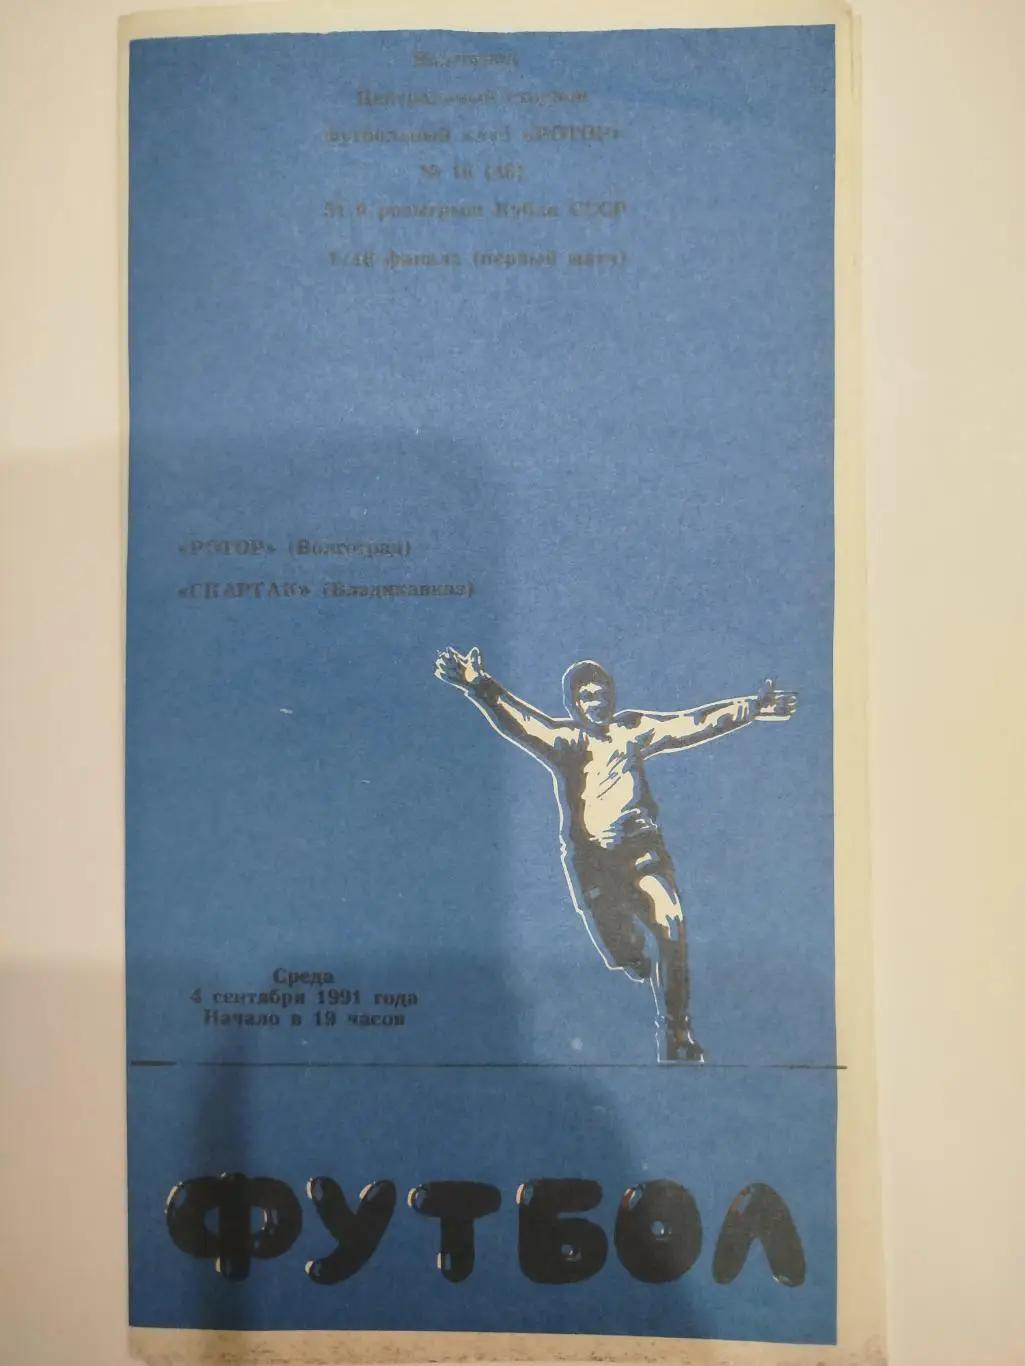 Волгоград
Центральный стадион
Футбольный клуб «РОТОР»
№ 16 (46)
51-й розыгрыш Кубка СССР
1/16 финала (первый матч)
«РОТОР» (Волгоград)
«СПАРТАК» (Владикавказ)
Среда
4 сентября 1991 года
Начало в 19 часов
ФУТБОЛ